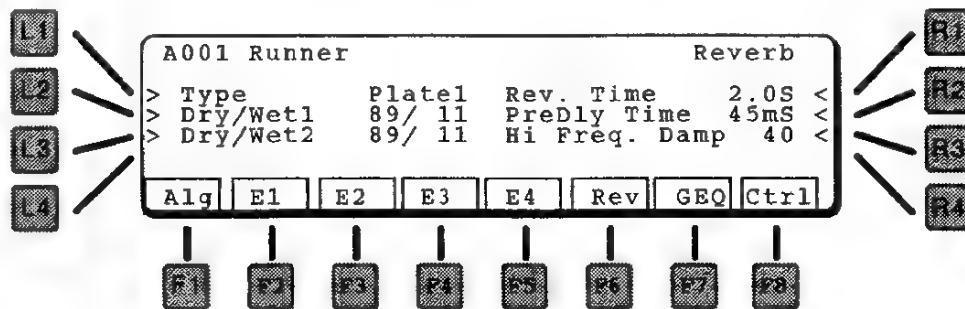 L1
L2
L3
L4
A001 Runner Reverb
> Type Plate1 Rev. Time 2.0S <
> Dry/Wet1 89/ 11 PreDly Time 45mS <
> Dry/Wet2 89/ 11 Hi Freq. Damp 40 <
Alg E1 E2 E3 E4 Rev GEQ Ctrl
R1
R2
R3
R4
F1 F2 F3 F4 F5 F6 F7 F8